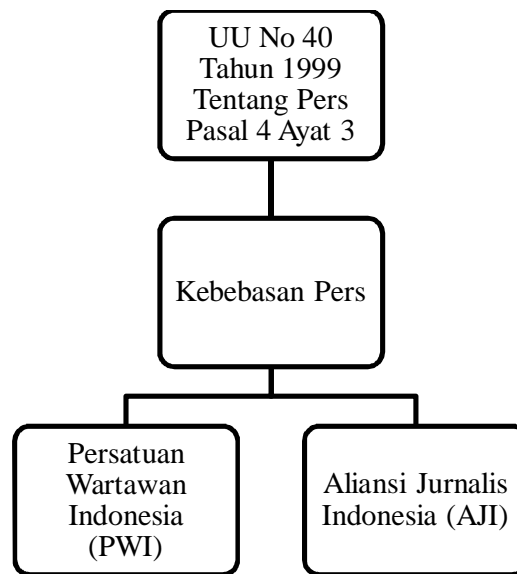 UU No 40
Tahun 1999
Tentang Pers
Pasal 4 Ayat 3
Kebebasan Pers
Persatuan
Wartawan
Indonesia
(PWI)
Aliansi Jurnalis
Indonesia (AJI)